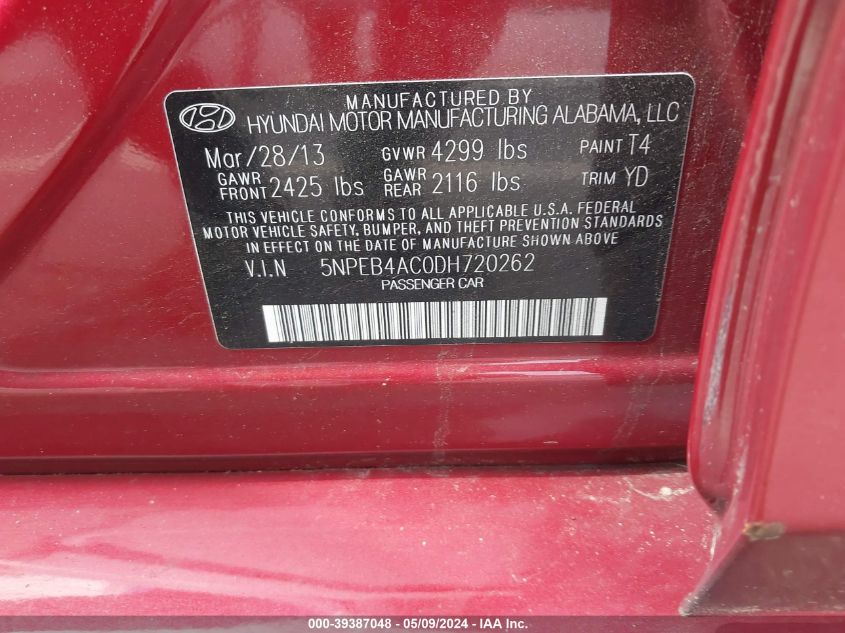 MANUFACTURED BY
HYUNDAI MOTOR MANUFACTURING ALABAMA, LLC
Mar/28/13 GVWR 4299 lbs PAINT T4
GAWR FRONT 2425 lbs GAWR REAR 2116 lbs TRIM YD
THIS VEHICLE CONFORMS TO ALL APPLICABLE U.S.A. FEDERAL
MOTOR VEHICLE SAFETY, BUMPER, AND THEFT PREVENTION STANDARDS
IN EFFECT ON THE DATE OF MANUFACTURE SHOWN ABOVE
V.I.N 5NPEB4AC0DH720262
PASSENGER CAR
000-39387048 - 05/09/2024 - IAA Inc.